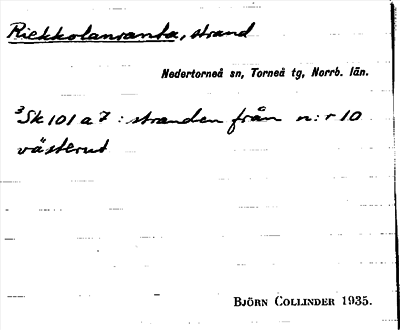 Riekkolanranta, strand
Nedertorneå sn, Torneå tg, Norrb. län.
³Sk 101 a 7 : stranden från n:r 10
västerut
BJÖRN COLLINDER 1935.